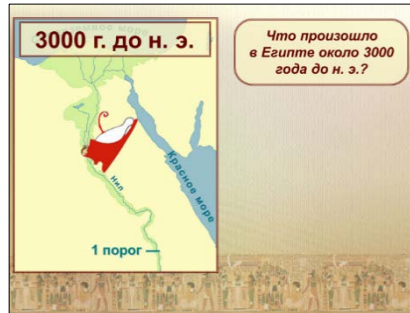 3000 г. до н. э.
Что произошло
в Египте около 3000
года до н. э.?
Красное море
Нил
1 порог